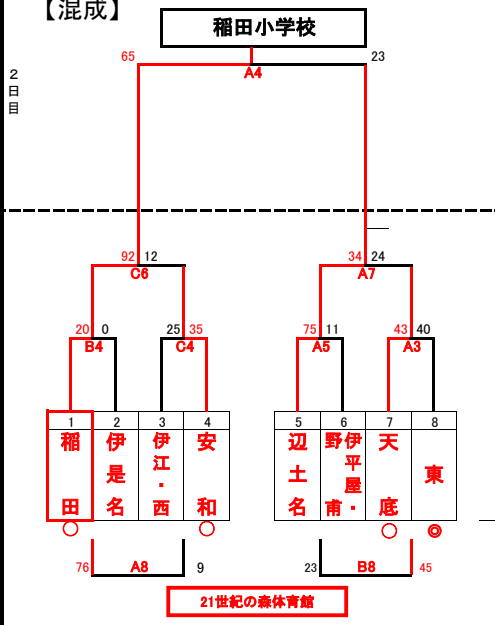 【混成】
稲田小学校
65 23
A4
2日目
92 12 34 24
C6 A7
20 0 25 35 75 11 43 40
B4 C4 A5 A3
1 2 3 4 5 6 7 8
稲田
伊是名
伊江・西
安和
辺土名
伊平屋・
野甫
天底
東
76 A8 9 23 B8 45
21世紀の森体育館